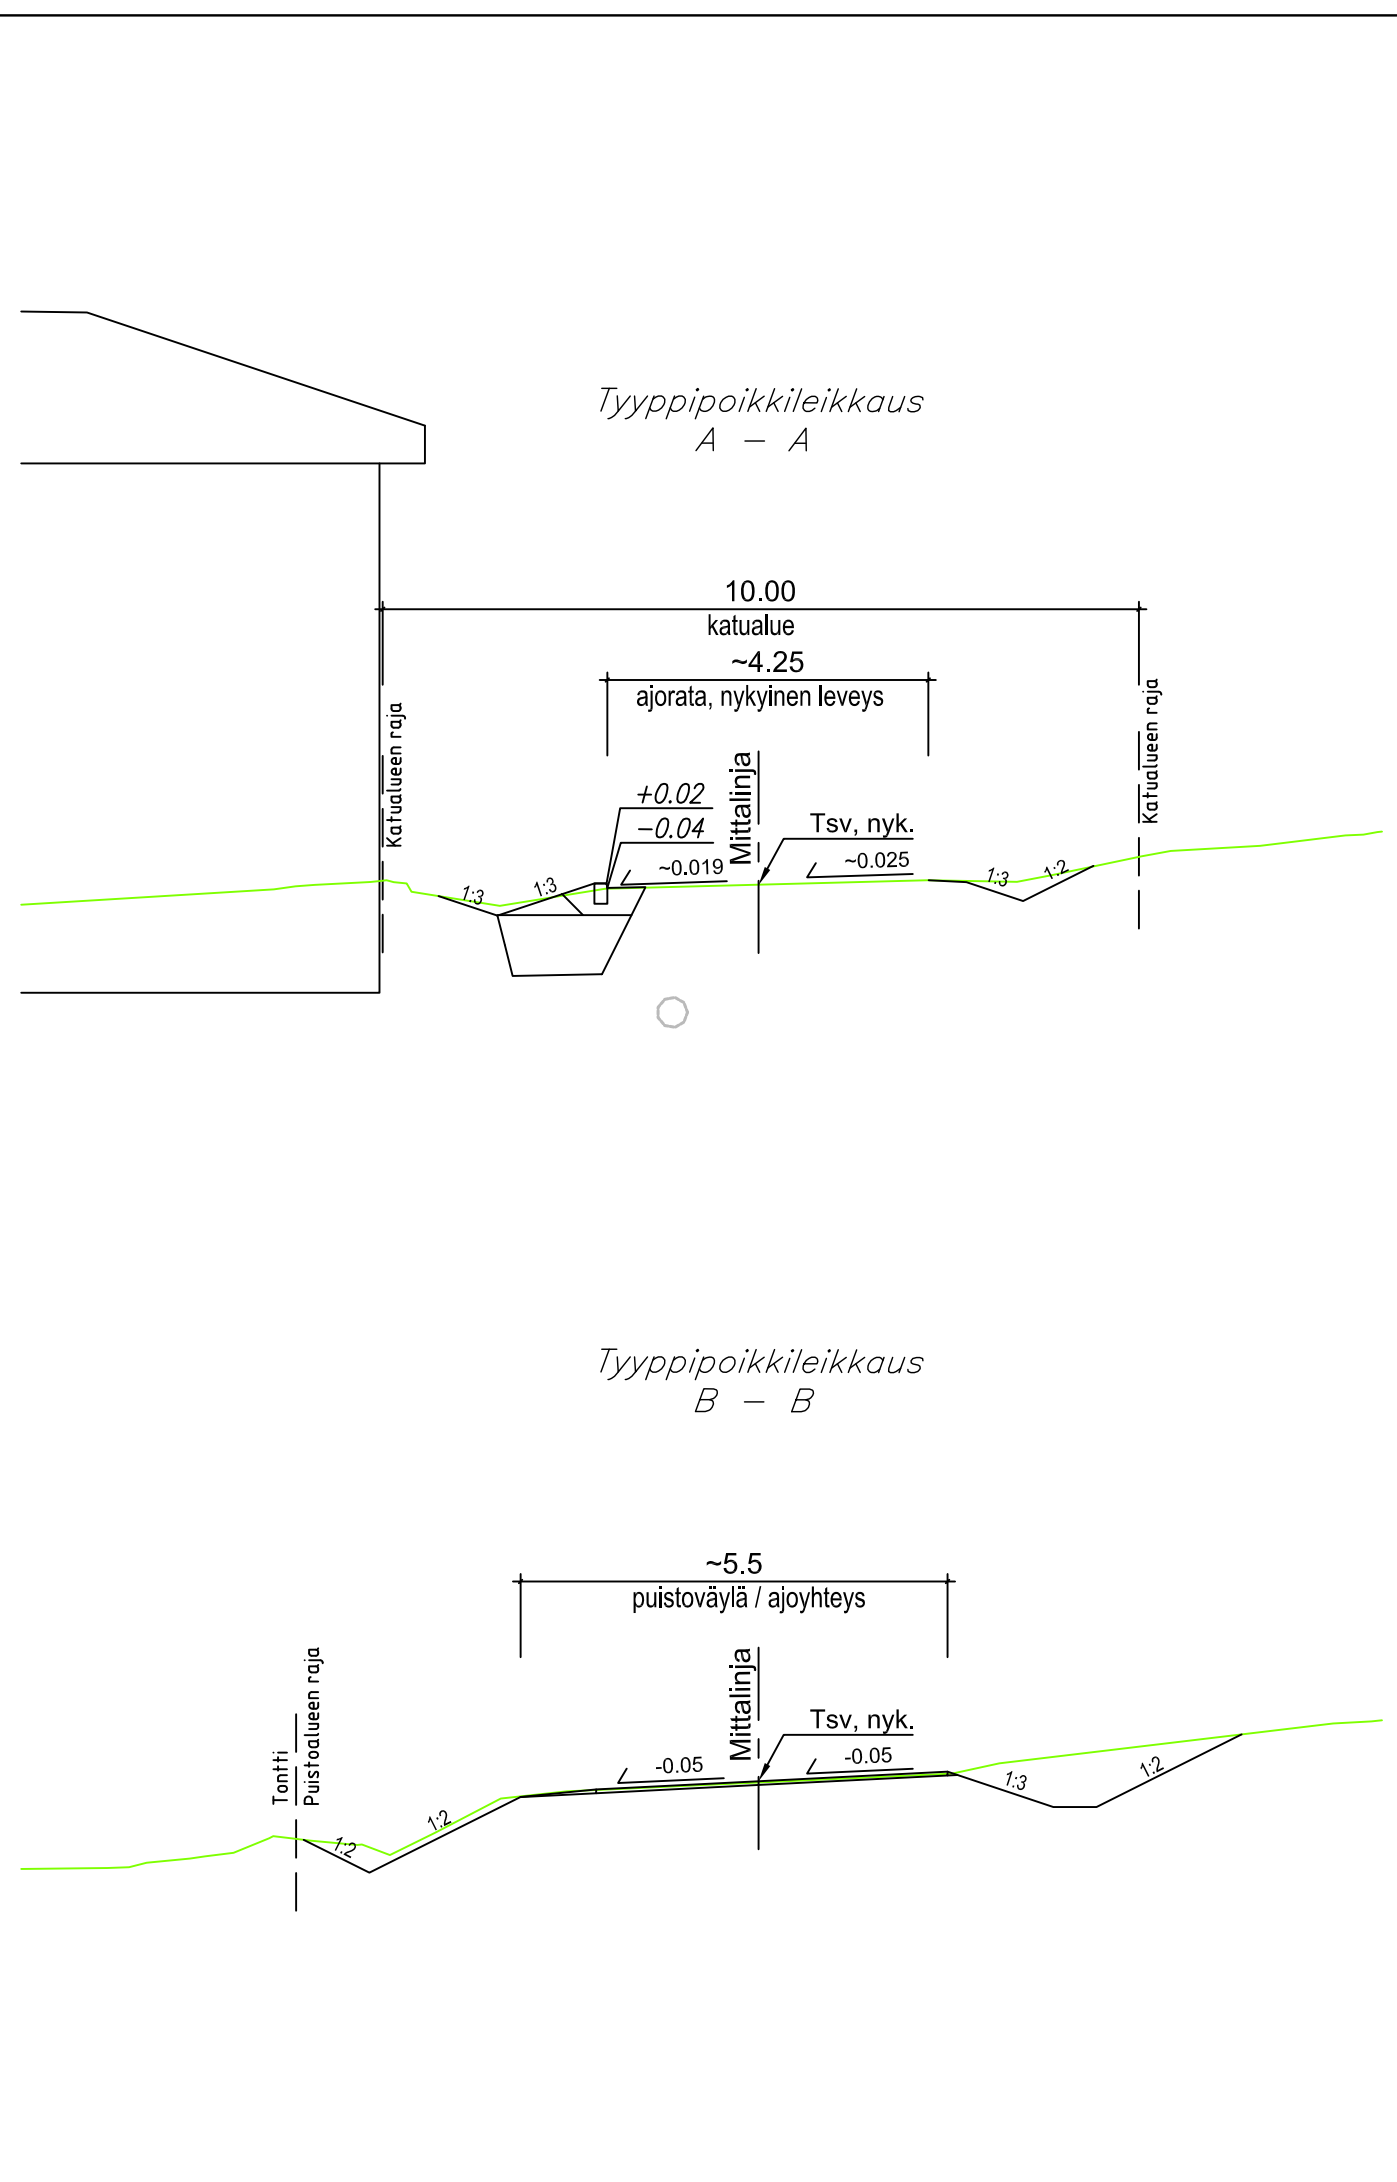 Tyyppipoikkileikkaus
A – A
10.00
katualue
~4.25
ajorata, nykyinen leveys
Katualueen raja
Mittalinja
Katualueen raja
+0.02
-0.04
Tsv, nyk.
~0.019
~0.025
1:3
1:3
1:3
1:2
Tyyppipoikkileikkaus
B – B
~5.5
puistoväylä / ajoyhteys
Tontti
Puistoalueen raja
Mittalinja
Tsv, nyk.
-0.05
-0.05
1:2
1:2
1:3
1:2